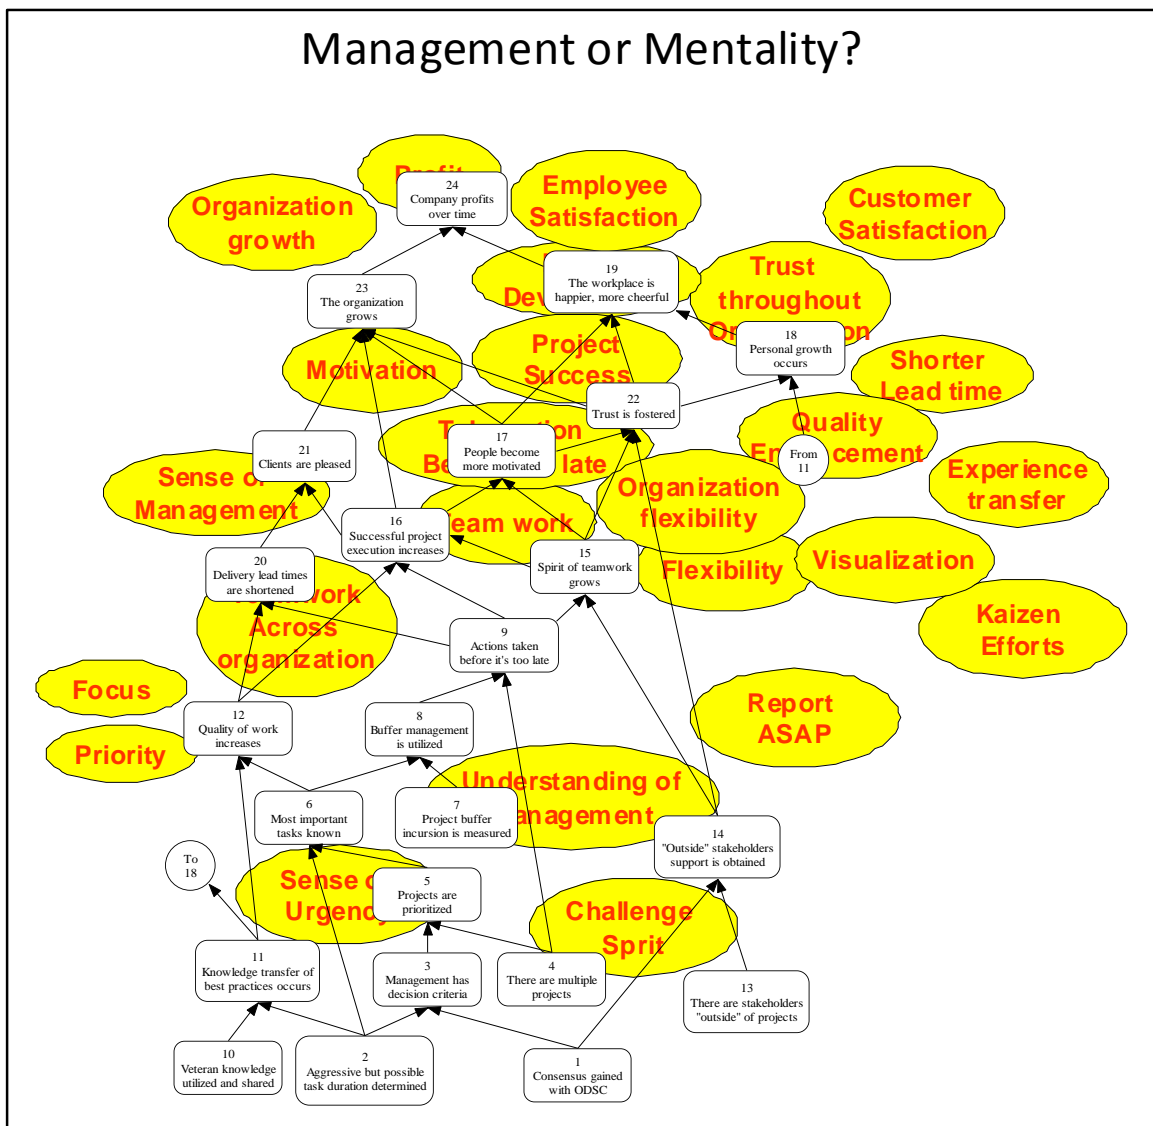 Management or Mentality?
Profit
24
Company profits
over time
Employee
Satisfaction
Customer
Satisfaction
Organization
growth
19
The workplace is
happier, more cheerful
Trust
throughout
23
The organization
grows
18
Personal growth
occurs
Project
Success
Motivation
Shorter
Lead time
22
Trust is fostered
Quality
From
11
17
People become
more motivated
21
Clients are pleased
Sense of
Management
Experience
transfer
Organization
flexibility
Team work
16
Successful project
execution increases
15
Spirit of teamwork
grows
Flexibility
Visualization
20
Delivery lead times
are shortened
Across
organization
Kaizen
Efforts
9
Actions taken
before it's too late
Focus
Priority
12
Quality of work
increases
8
Buffer management
is utilized
Report
ASAP
Understanding of
6
Most important
tasks known
7
Project buffer
incursion is measured
14
"Outside" stakeholders
support is obtained
To
18
Sense of
Urgency
5
Projects are
prioritized
Challenge
Sprit
11
Knowledge transfer of
best practices occurs
3
Management has
decision criteria
4
There are multiple
projects
13
There are stakeholders
"outside" of projects
10
Veteran knowledge
utilized and shared
2
Aggressive but possible
task duration determined
1
Consensus gained
with ODSC